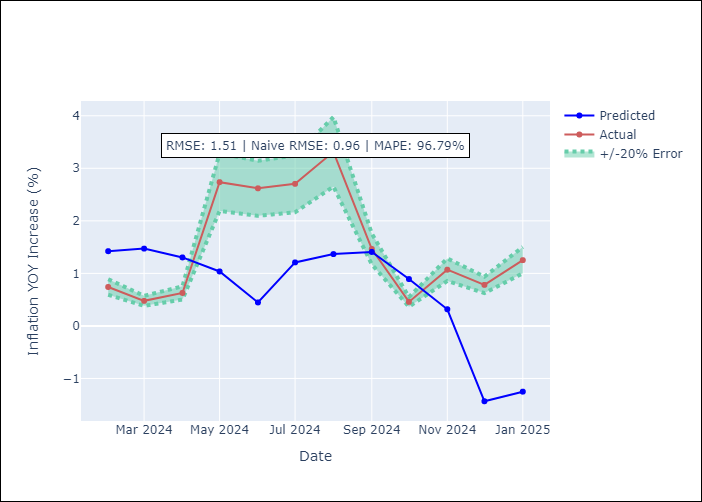 RMSE: 1.51 | Naive RMSE: 0.96 | MAPE: 96.79%
Predicted
Actual
+/-20% Error
Inflation YOY Increase (%)
4
3
2
1
0
−1
Mar 2024
May 2024
Jul 2024
Sep 2024
Nov 2024
Jan 2025
Date